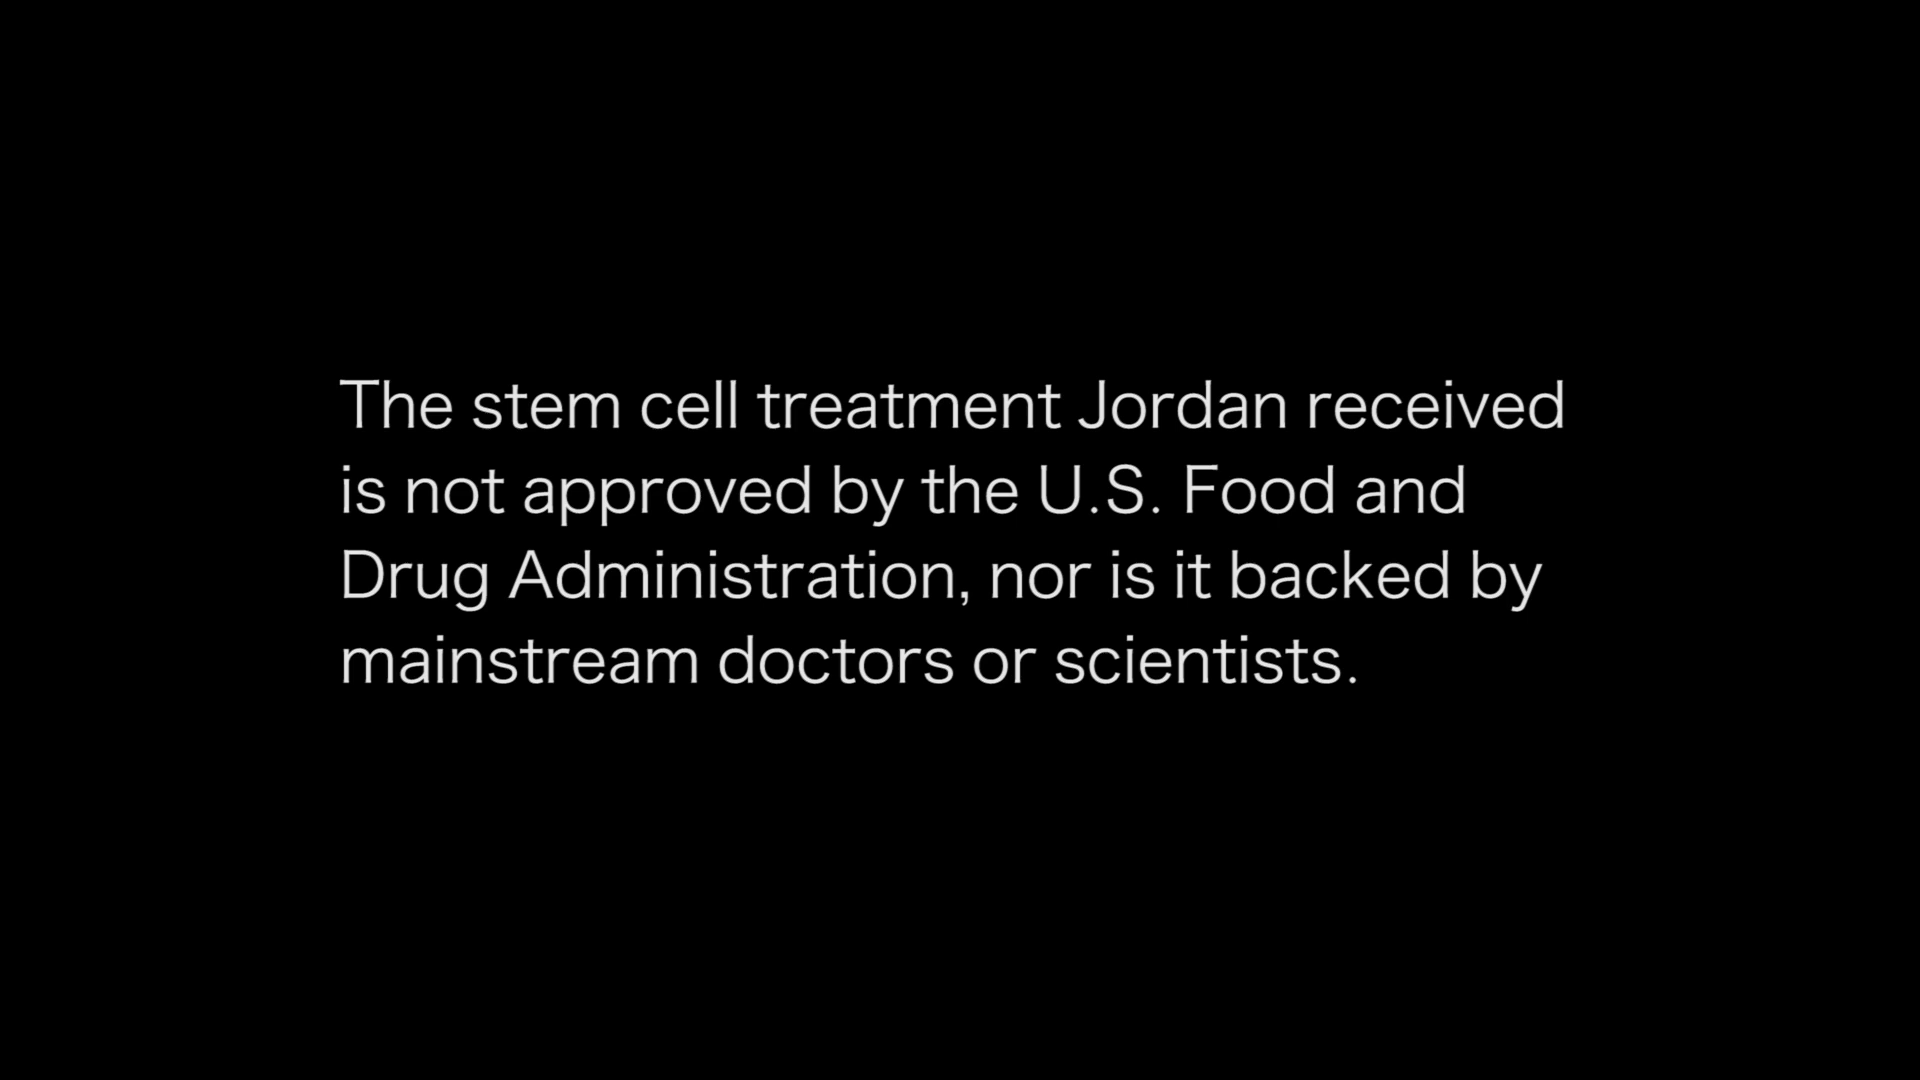 The stem cell treatment Jordan received
is not approved by the U.S. Food and
Drug Administration, nor is it backed by
mainstream doctors or scientists.